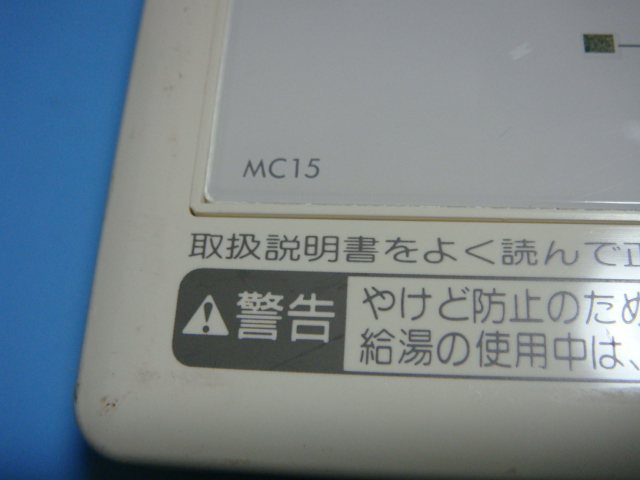 MC15
取扱説明書をよく読んで正
警告
やけど防止のため
給湯の使用中は、